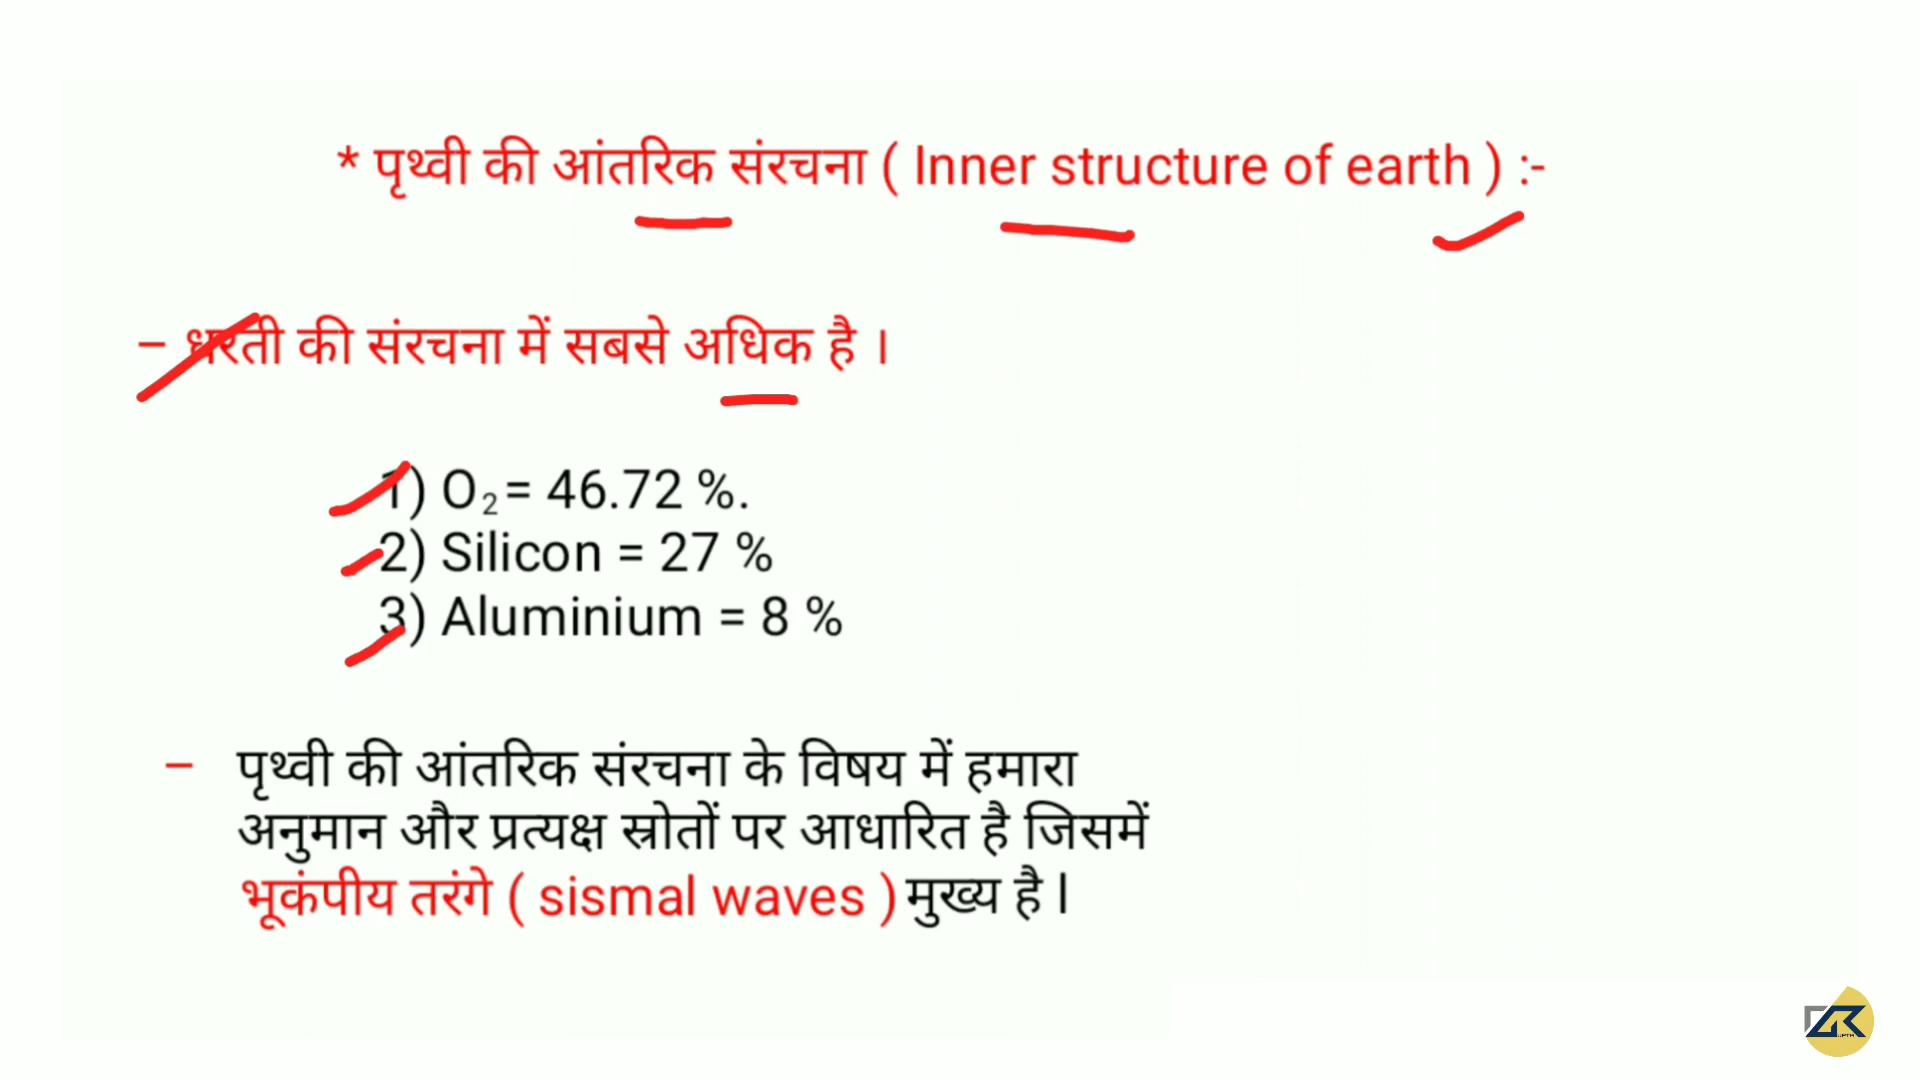 * पृथ्वी की आंतरिक संरचना ( Inner structure of earth ) :-
– धरती की संरचना में सबसे अधिक है ।
1) O₂ = 46.72 %.
2) Silicon = 27 %
3) Aluminium = 8 %
– पृथ्वी की आंतरिक संरचना के विषय में हमारा
अनुमान और प्रत्यक्ष स्रोतों पर आधारित है जिसमें
भूकंपीय तरंगे ( sismal waves ) मुख्य है l